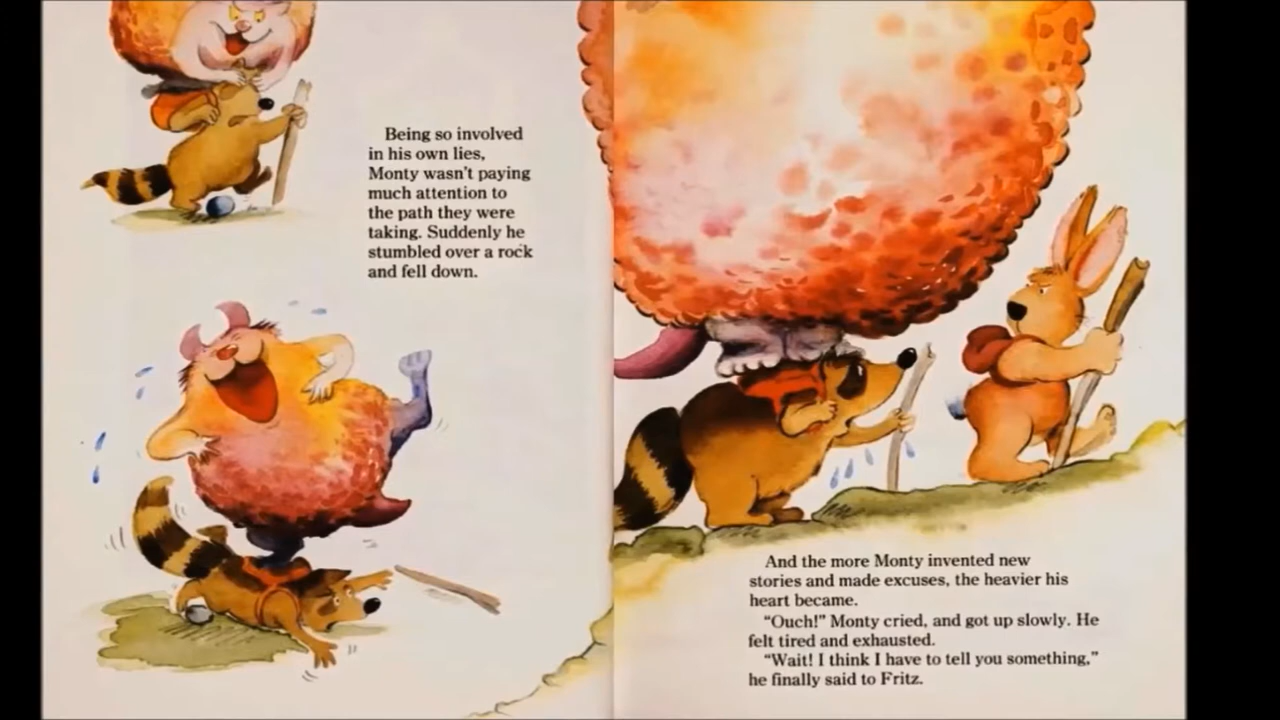 Being so involved
in his own lies,
Monty wasn't paying
much attention to
the path they were
taking. Suddenly he
stumbled over a rock
and fell down.
And the more Monty invented new
stories and made excuses, the heavier his
heart became.
“Ouch!” Monty cried, and got up slowly. He
felt tired and exhausted.
“Wait! I think I have to tell you something,”
he finally said to Fritz.